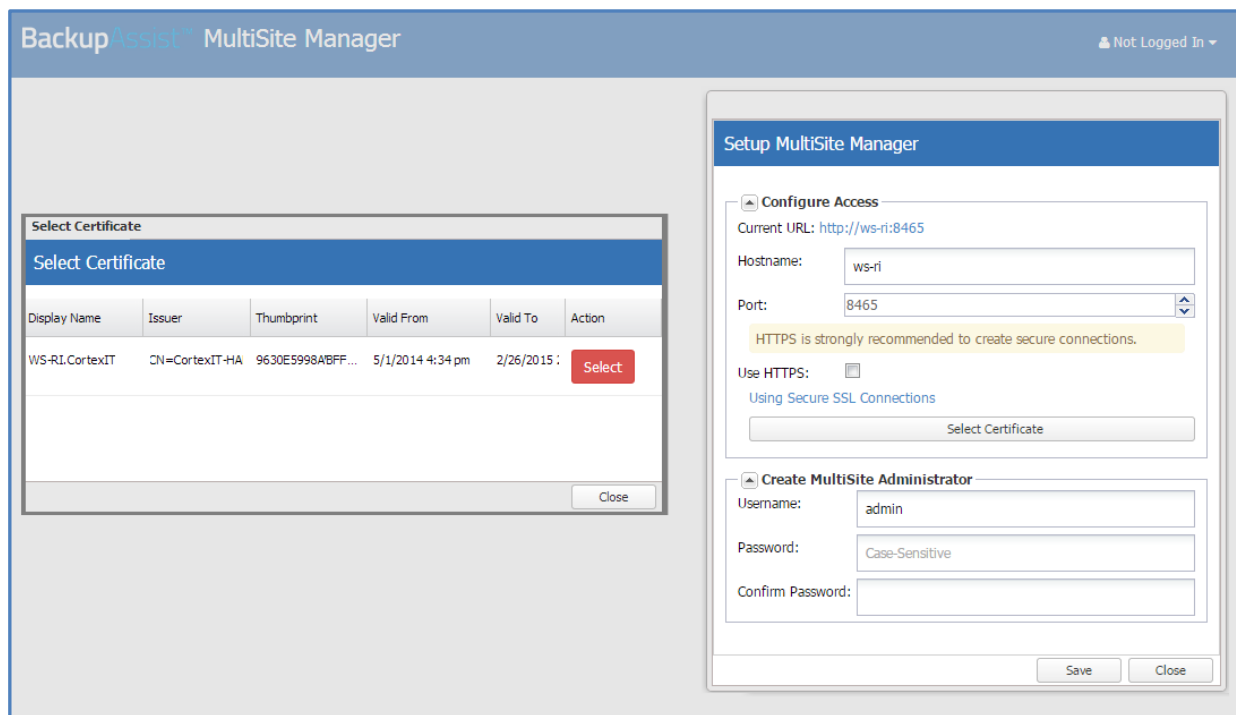 BackupAssist™ MultiSite Manager
Not Logged In
Select Certificate
Select Certificate
Display Name Issuer Thumbprint Valid From Valid To Action
WS-RI.CortexIT CN=CortexIT-HA 9630E5998A'BFF... 5/1/2014 4:34 pm 2/26/2015 Select
Close
Setup MultiSite Manager
Configure Access
Current URL: http://ws-ri:8465
Hostname: ws-ri
Port: 8465
HTTPS is strongly recommended to create secure connections.
Use HTTPS:
Using Secure SSL Connections
Select Certificate
Create MultiSite Administrator
Username: admin
Password: Case-Sensitive
Confirm Password:
Save Close